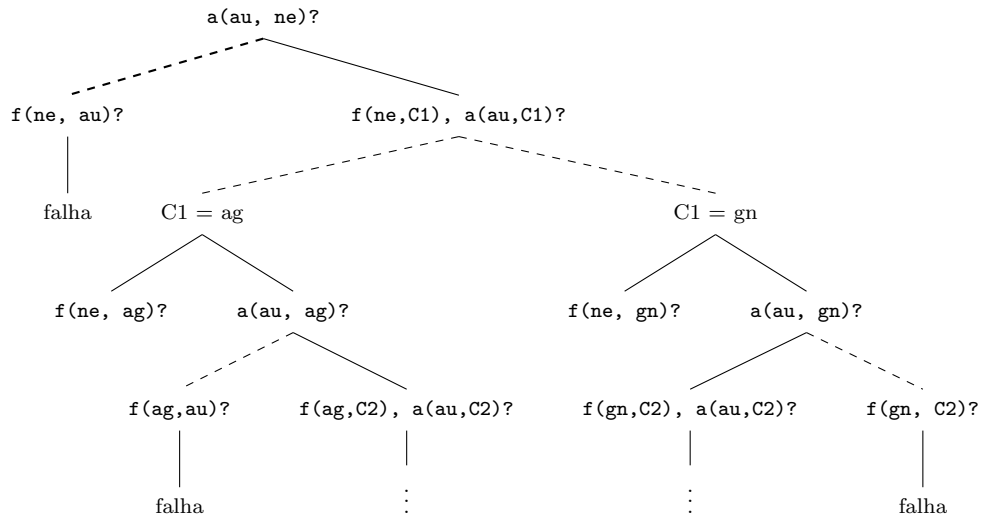 a(au, ne)?
f(ne, au)? f(ne,C1), a(au,C1)?
falha C1 = ag C1 = gn
f(ne, ag)? a(au, ag)? f(ne, gn)? a(au, gn)?
f(ag,au)? f(ag,C2), a(au,C2)? f(gn,C2), a(au,C2)? f(gn, C2)?
falha ⋮ ⋮ falha